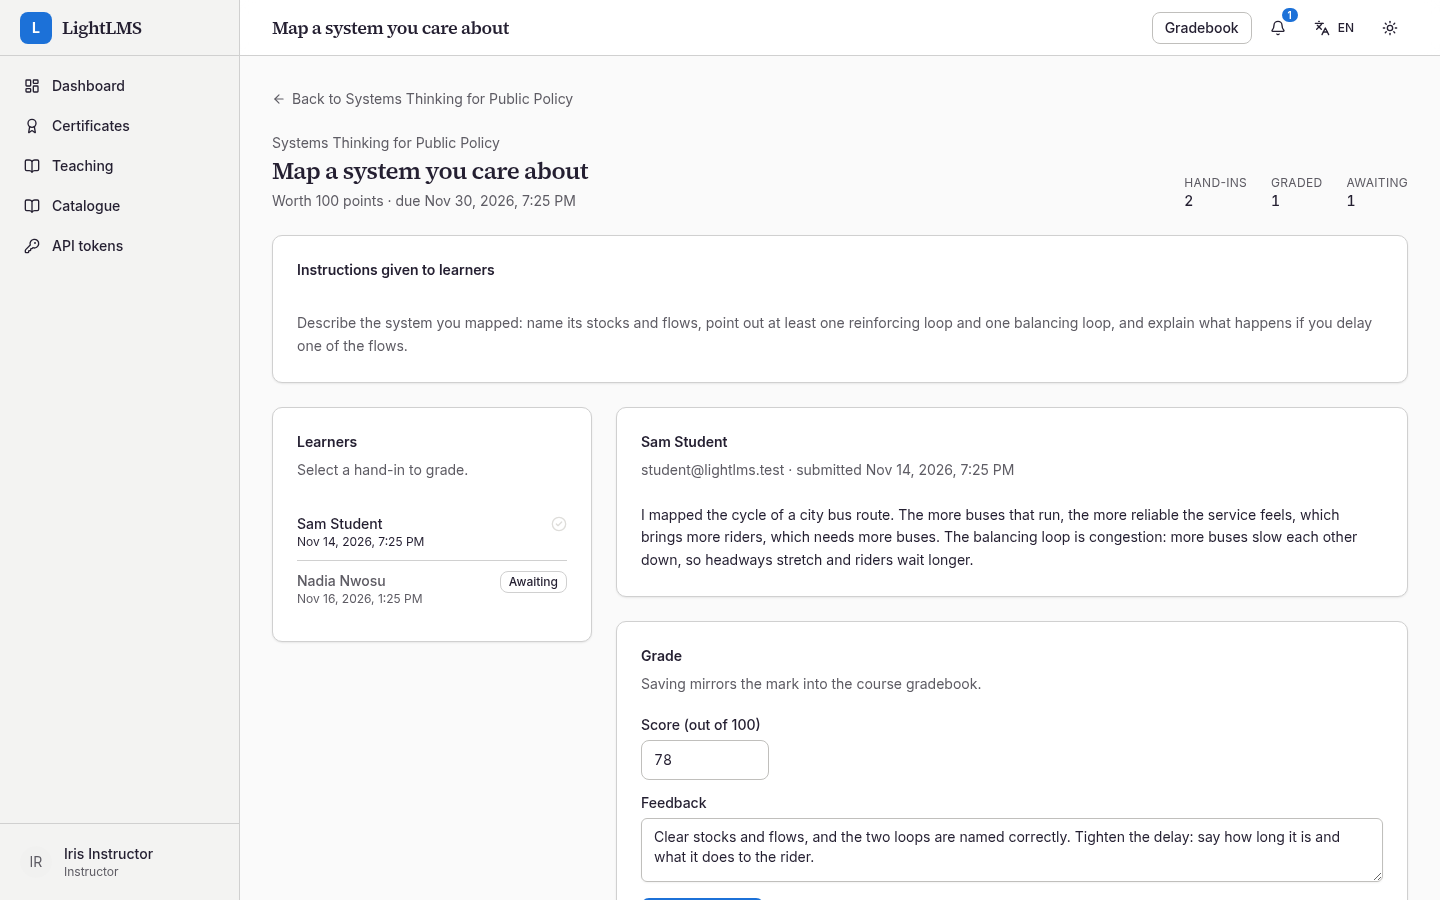 L LightLMS
Dashboard
Certificates
Teaching
Catalogue
API tokens
IR
Iris Instructor
Instructor
Map a system you care about
Gradebook
1
EN
Back to Systems Thinking for Public Policy
Systems Thinking for Public Policy
Map a system you care about
Worth 100 points · due Nov 30, 2026, 7:25 PM
HAND-INS GRADED AWAITING
2 1 1
Instructions given to learners
Describe the system you mapped: name its stocks and flows, point out at least one reinforcing loop and one balancing loop, and explain what happens if you delay
one of the flows.
Learners
Select a hand-in to grade.
Sam Student
Nov 14, 2026, 7:25 PM
Nadia Nwosu
Awaiting
Nov 16, 2026, 1:25 PM
Sam Student
student@lightlms.test · submitted Nov 14, 2026, 7:25 PM
I mapped the cycle of a city bus route. The more buses that run, the more reliable the service feels, which
brings more riders, which needs more buses. The balancing loop is congestion: more buses slow each other
down, so headways stretch and riders wait longer.
Grade
Saving mirrors the mark into the course gradebook.
Score (out of 100)
78
Feedback
Clear stocks and flows, and the two loops are named correctly. Tighten the delay: say how long it is and
what it does to the rider.